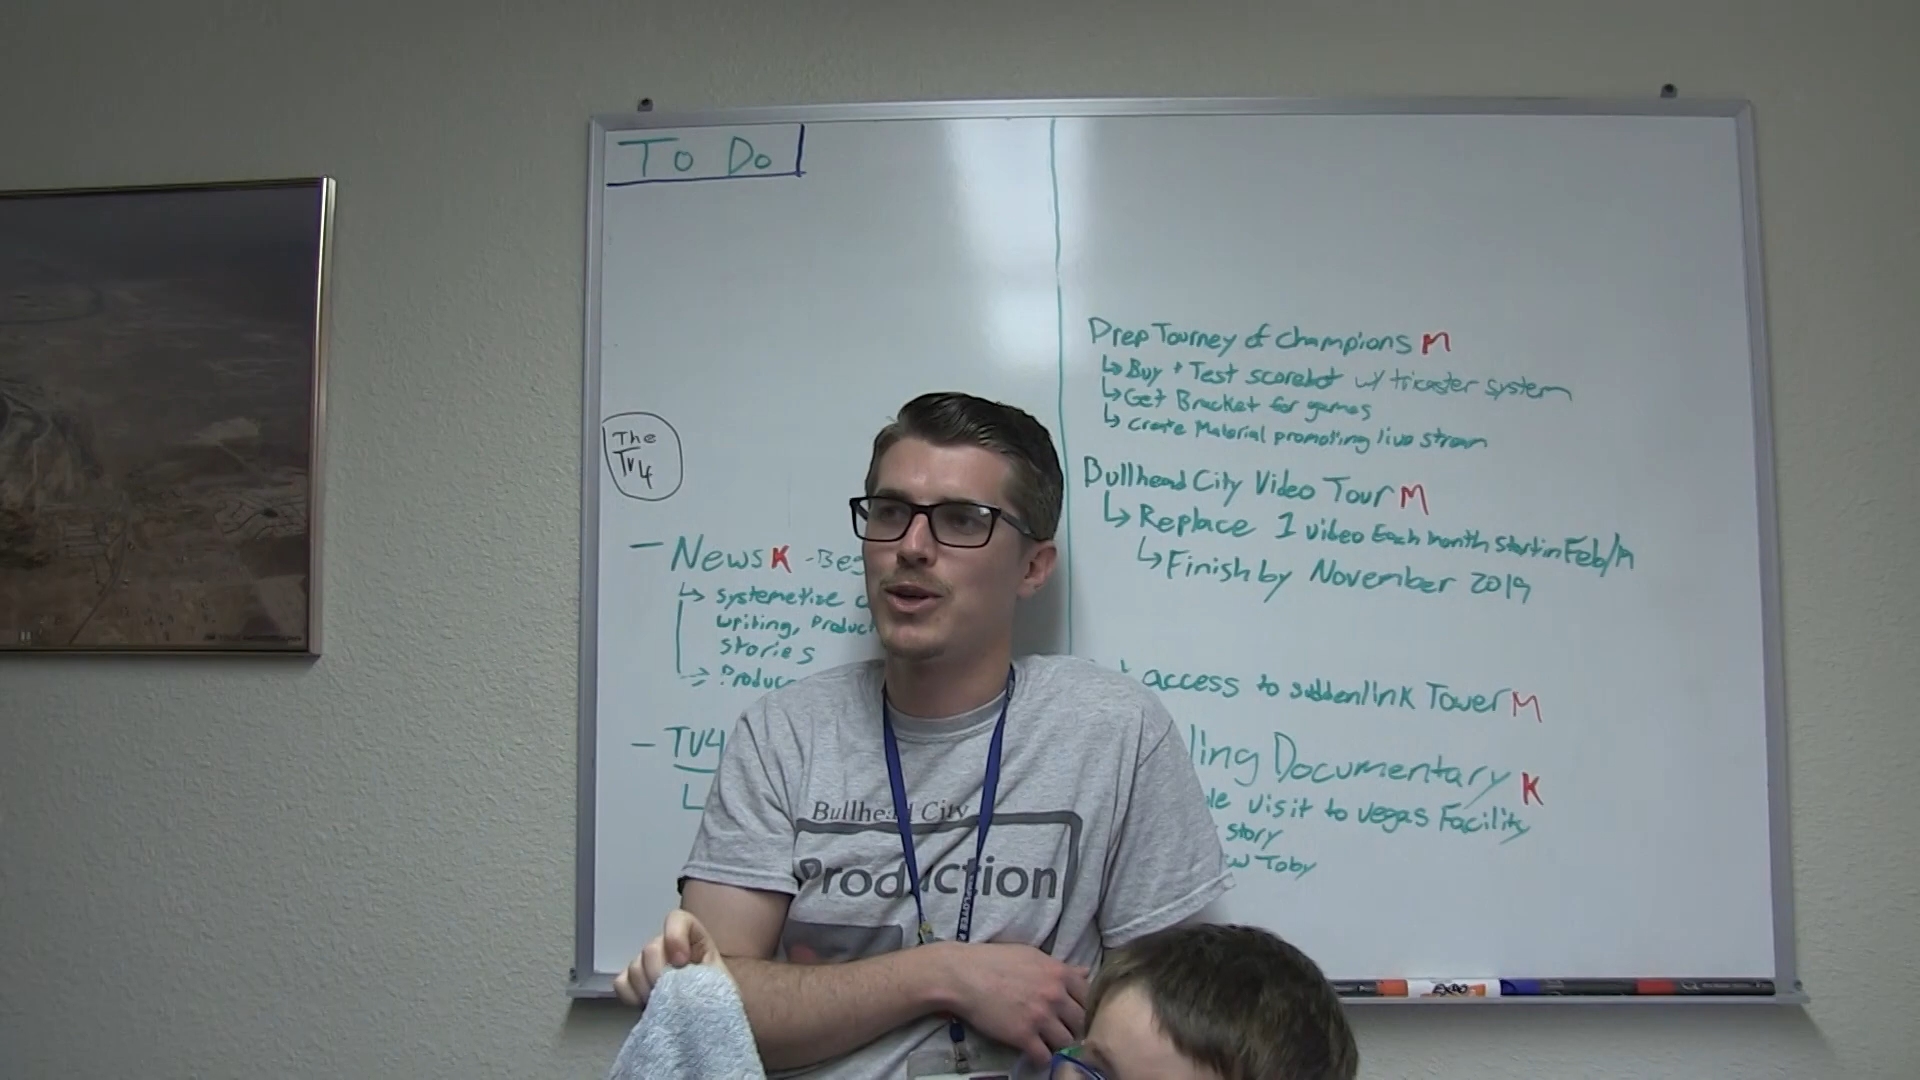 To Do
The
TV4
- News K - Beg
↳ systemetize c
writing, Produc
stories
→ Produc
- TV4
Prep Tourney of Champions M
↳ Buy + Test scorebot w/ tricaster system
↳ Get Bracket for games
↳ Create Material promoting live stream
Bullhead City Video Tour M
↳ Replace 1 video Each month startin Feb/M
↳ Finish by November 2019
access to suddenlink Tower M
ling Documentary K
le visit to vegas Facility
story
w Toby
Bullhead City
Production
EXPO